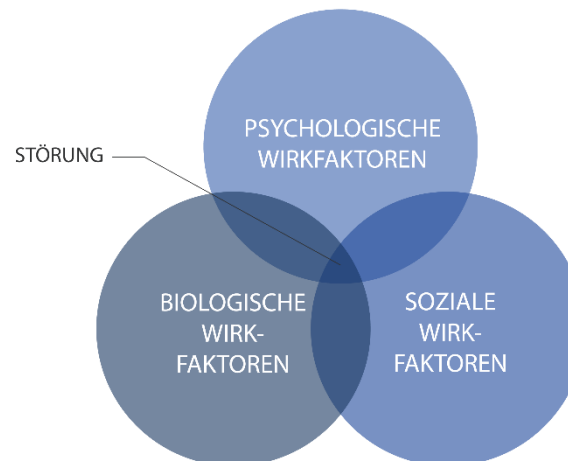 PSYCHOLOGISCHE
WIRKFAKTOREN
STÖRUNG
BIOLOGISCHE
WIRK-
FAKTOREN
SOZIALE
WIRK-
FAKTOREN